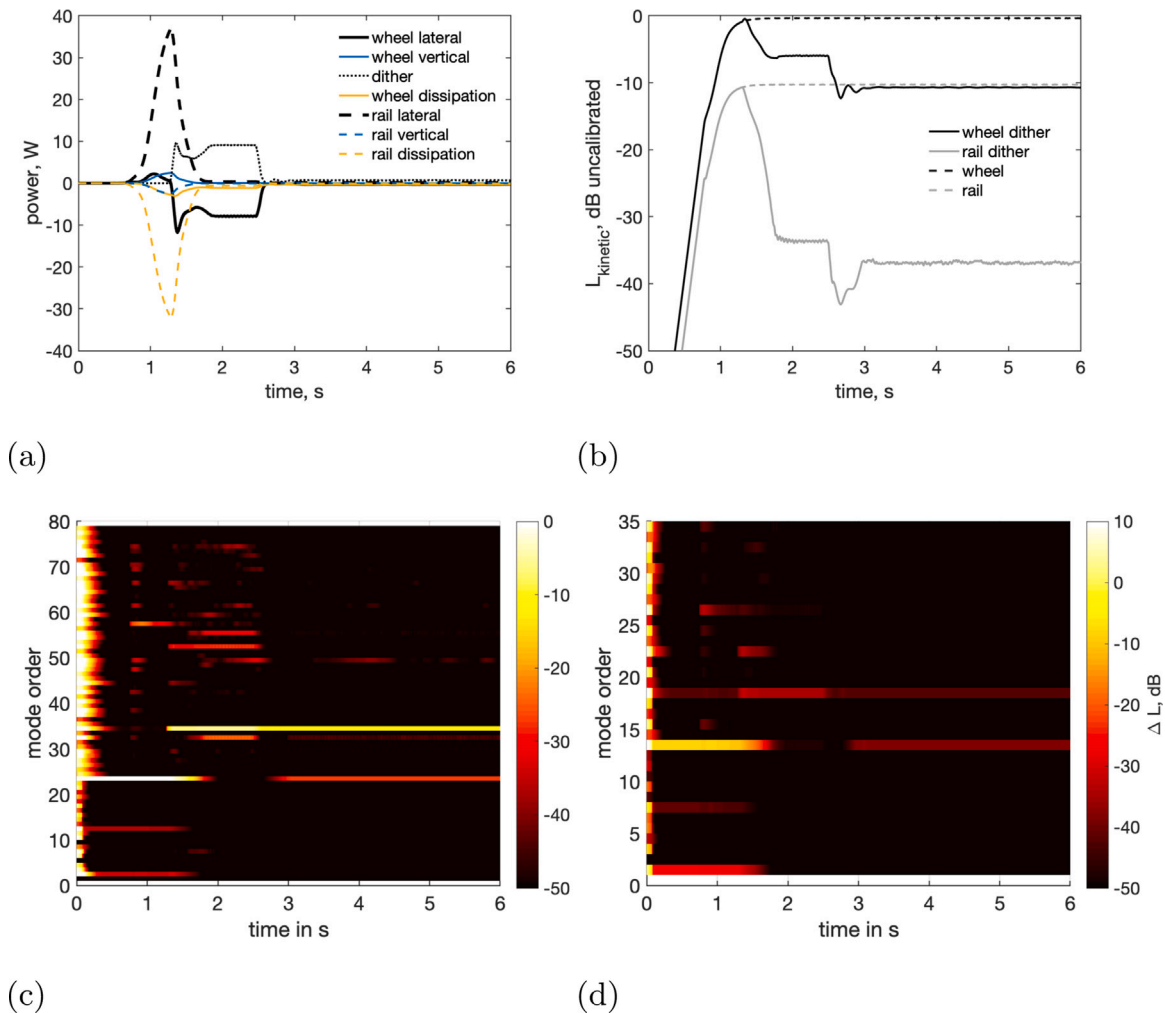 40
30
20
10
0
-10
-20
-30
-40
power, W
0 1 2 3 4 5 6
time, s
wheel lateral
wheel vertical
dither
wheel dissipation
rail lateral
rail vertical
rail dissipation
(a)
0
-10
-20
-30
-40
-50
L_kinetic, dB uncalibrated
0 1 2 3 4 5 6
time, s
wheel dither
rail dither
wheel
rail
(b)
80
70
60
50
40
30
20
10
0
mode order
0 1 2 3 4 5 6
time in s
0
-10
-20
-30
-40
-50
(c)
35
30
25
20
15
10
5
0
mode order
0 1 2 3 4 5 6
time in s
10
0
-10
-20
-30
-40
-50
Δ L, dB
(d)